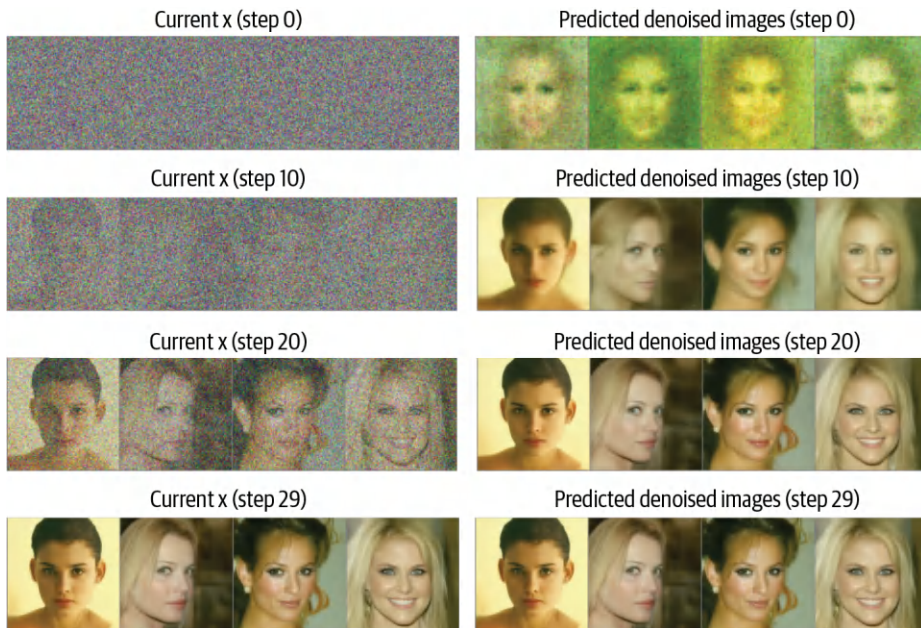 Current x (step 0)
Predicted denoised images (step 0)
Current x (step 10)
Predicted denoised images (step 10)
Current x (step 20)
Predicted denoised images (step 20)
Current x (step 29)
Predicted denoised images (step 29)